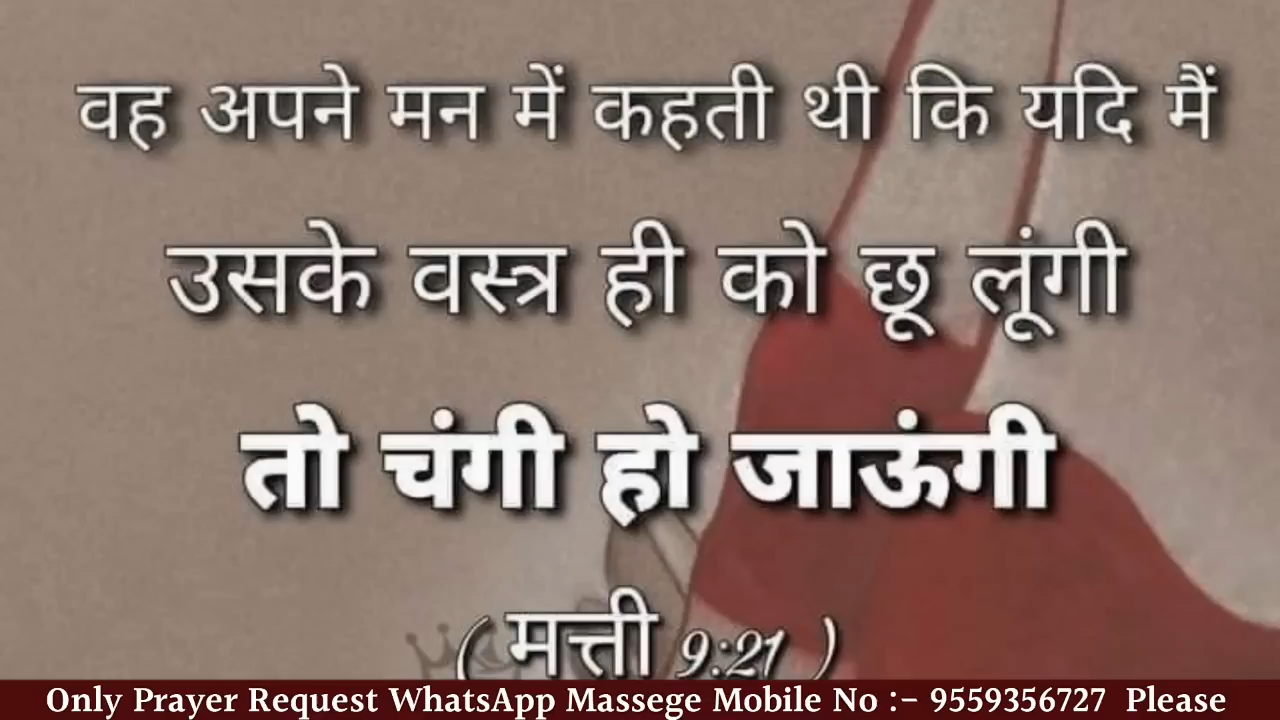 वह अपने मन में कहती थी कि यदि मैं
उसके वस्त्र ही को छू लूंगी
तो चंगी हो जाऊंगी
( मत्ती 9:21 )
Only Prayer Request WhatsApp Massege Mobile No :- 9559356727 Please